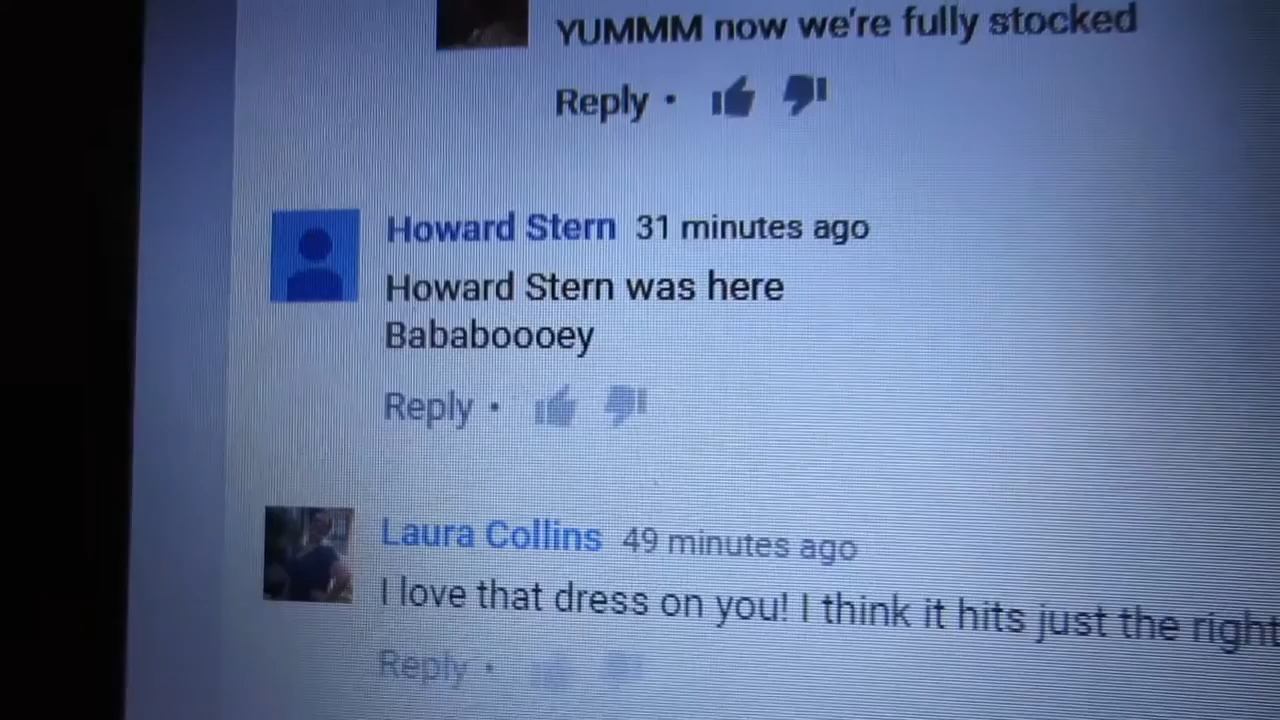 YUMMM now we're fully stocked
Reply •
Howard Stern 31 minutes ago
Howard Stern was here
Bababoooey
Reply •
Laura Collins 49 minutes ago
I love that dress on you! I think it hits just the right
Reply •